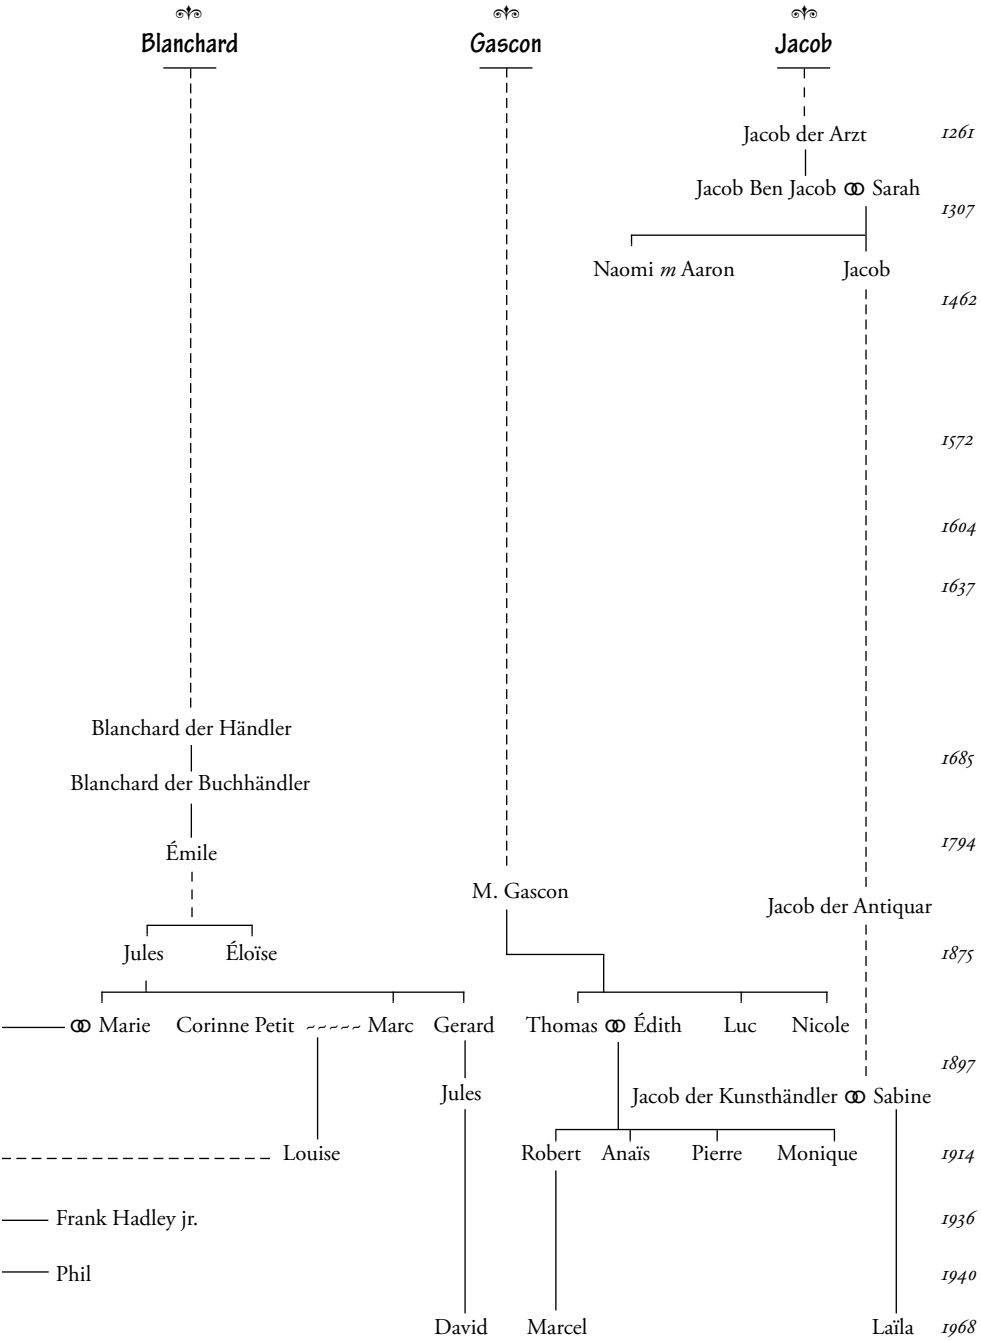 Blanchard Gascon Jacob
Jacob der Arzt 1261
Jacob Ben Jacob ⚭ Sarah
1307
Naomi m Aaron Jacob
1462
1572
1604
1637
Blanchard der Händler
1685
Blanchard der Buchhändler
1794
Émile
M. Gascon
Jacob der Antiquar
Jules Éloïse 1875
⚭ Marie Corinne Petit ~~~~~ Marc Gerard Thomas ⚭ Édith Luc Nicole
1897
Jules Jacob der Kunsthändler ⚭ Sabine
Louise Robert Anaïs Pierre Monique 1914
Frank Hadley jr. 1936
Phil 1940
David Marcel Laïla 1968